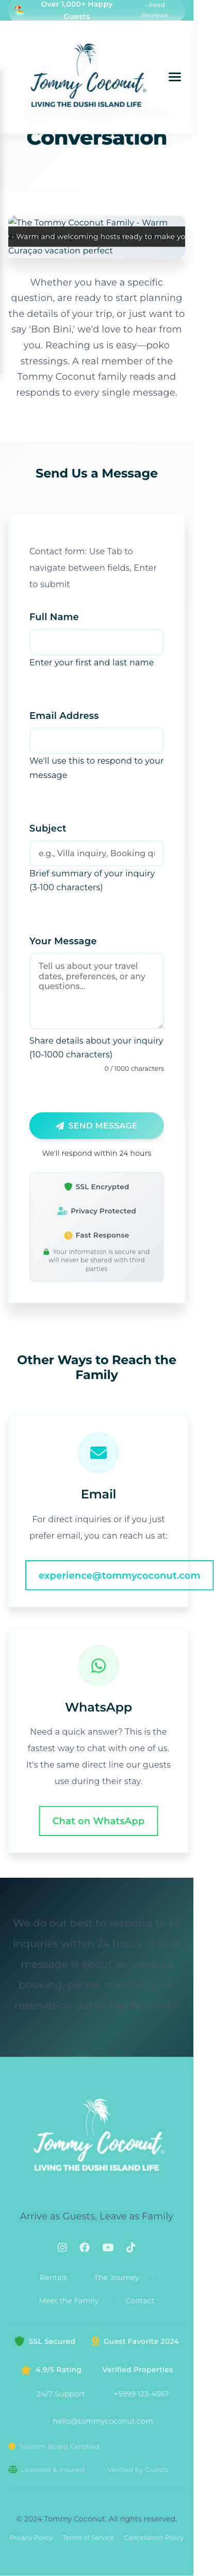 Over 1,000+ Happy
Guests
- Read
Reviews
Tommy Coconut
LIVING THE DUSHI ISLAND LIFE
Conversation
The Tommy Coconut Family - Warm
- Warm and welcoming hosts ready to make yo
Curaçao vacation perfect
Whether you have a specific
question, are ready to start planning
the details of your trip, or just want to
say 'Bon Bini,' we'd love to hear from
you. Reaching us is easy—poko
stressings. A real member of the
Tommy Coconut family reads and
responds to every single message.
Send Us a Message
Contact form: Use Tab to
navigate between fields, Enter
to submit
Full Name
Enter your first and last name
Email Address
We'll use this to respond to your
message
Subject
e.g., Villa inquiry, Booking qu
Brief summary of your inquiry
(3-100 characters)
Your Message
Tell us about your travel
dates, preferences, or any
questions...
Share details about your inquiry
(10-1000 characters)
0 / 1000 characters
SEND MESSAGE
We'll respond within 24 hours
SSL Encrypted
Privacy Protected
Fast Response
Your information is secure and
will never be shared with third
parties
Other Ways to Reach the
Family
Email
For direct inquiries or if you just
prefer email, you can reach us at:
experience@tommycoconut.com
WhatsApp
Need a quick answer? This is the
fastest way to chat with one of us.
It's the same direct line our guests
use during their stay.
Chat on WhatsApp
We do our best to respond to all
inquiries within 24 hours. If your
message is about an existing
booking, please mention your
reservation dates.
Tommy Coconut
LIVING THE DUSHI ISLAND LIFE
Arrive as Guests, Leave as Family
Rentals
The Journey
Meet the Family
Contact
SSL Secured
Guest Favorite 2024
4.9/5 Rating
Verified Properties
24/7 Support
+5999 123-4567
hello@tommycoconut.com
Tourism Board Certified
Licensed & Insured
Verified by Guests
© 2024 Tommy Coconut. All rights reserved.
Privacy Policy
Terms of Service
Cancellation Policy